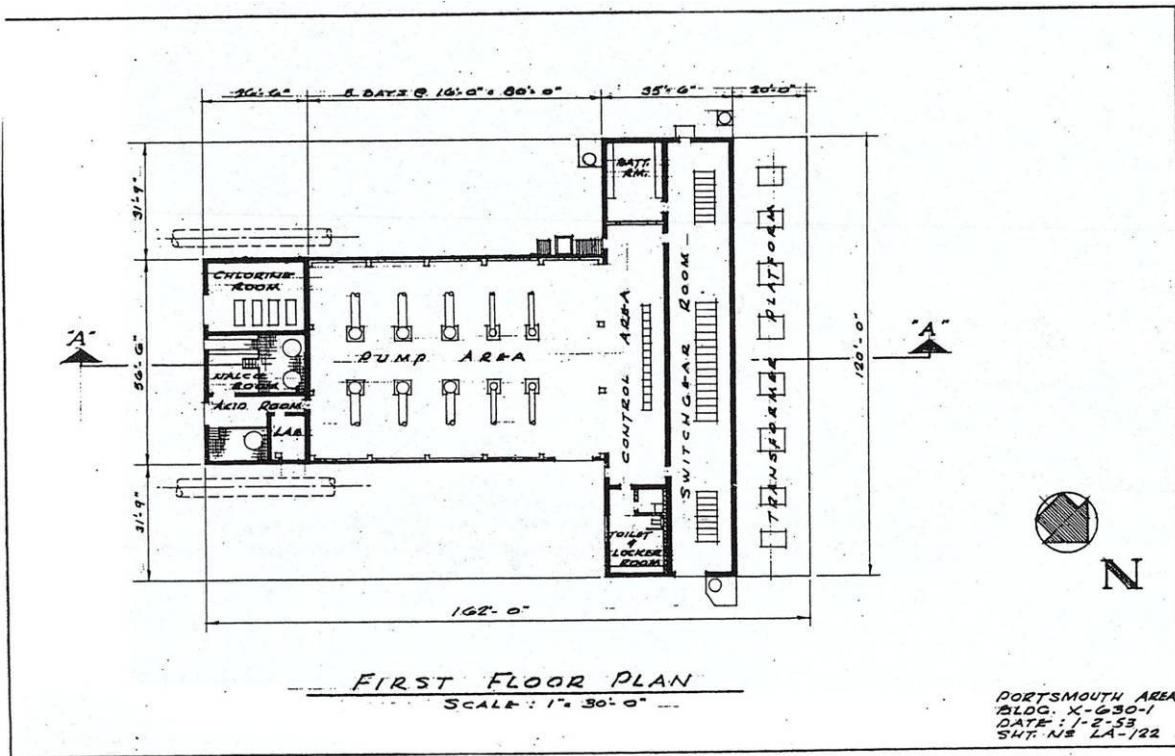 26'-6"
5 BAYS @ 16'-0" = 80'-0"
35'-6"
20'-0"
31'-9"
56'-6"
31'-9"
120'-0"
162'-0"
BATT.
RM.
CHLORINE
ROOM
NALCO
ROOM
ACID ROOM
LAB
PUMP AREA
CONTROL AREA
SWITCHGEAR ROOM
TRANSFORMER PLATFORM
TOILET
&
LOCKER
ROOM
"A"
"A"
N
FIRST FLOOR PLAN
SCALE: 1" = 30'-0"
PORTSMOUTH AREA
BLDG. X-630-1
DATE: 1-2-53
SHT. Nº LA-122